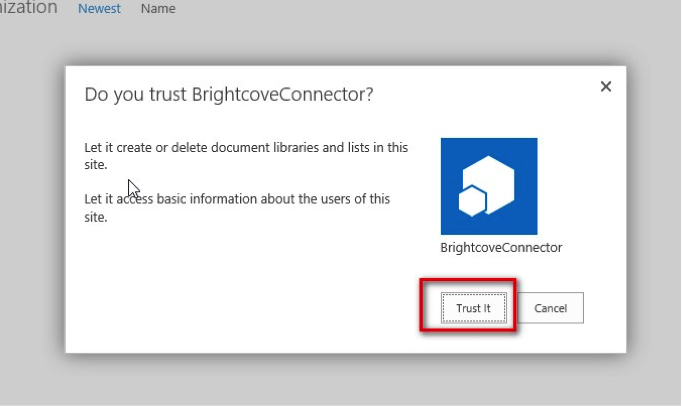 Newest Name
Do you trust BrightcoveConnector?
Let it create or delete document libraries and lists in this
site.
Let it access basic information about the users of this
site.
BrightcoveConnector
Trust It Cancel